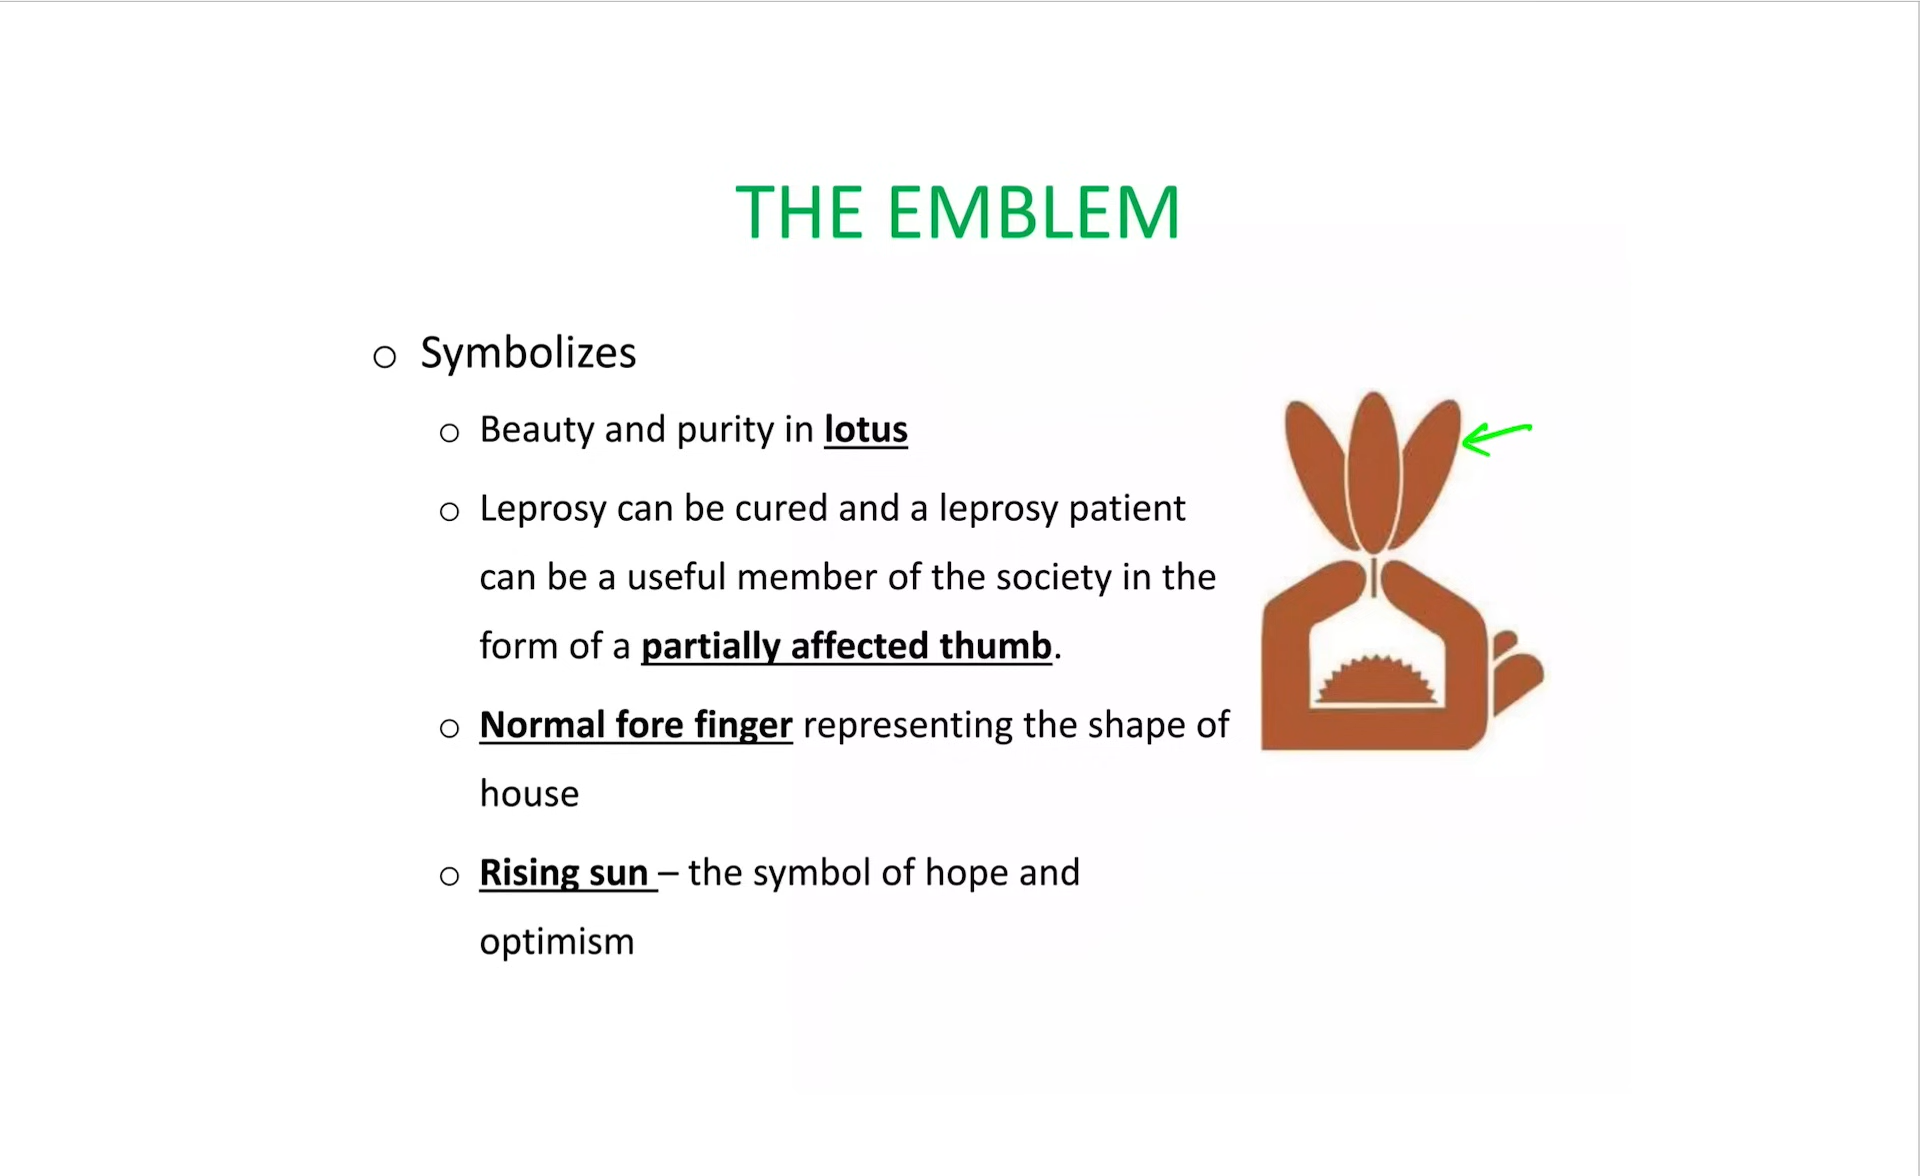 THE EMBLEM
o Symbolizes
o Beauty and purity in lotus
o Leprosy can be cured and a leprosy patient
can be a useful member of the society in the
form of a partially affected thumb.
o Normal fore finger representing the shape of
house
o Rising sun – the symbol of hope and
optimism